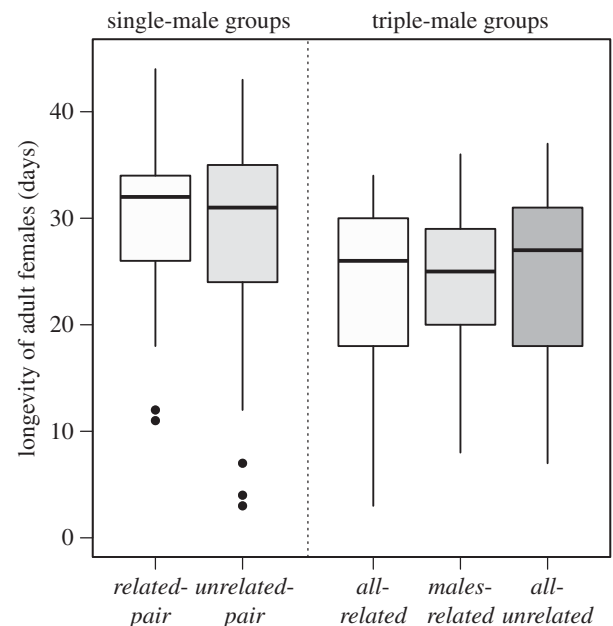 single-male groups triple-male groups
longevity of adult females (days)
40
30
20
10
0
related- unrelated- all- males- all-
pair pair related related unrelated